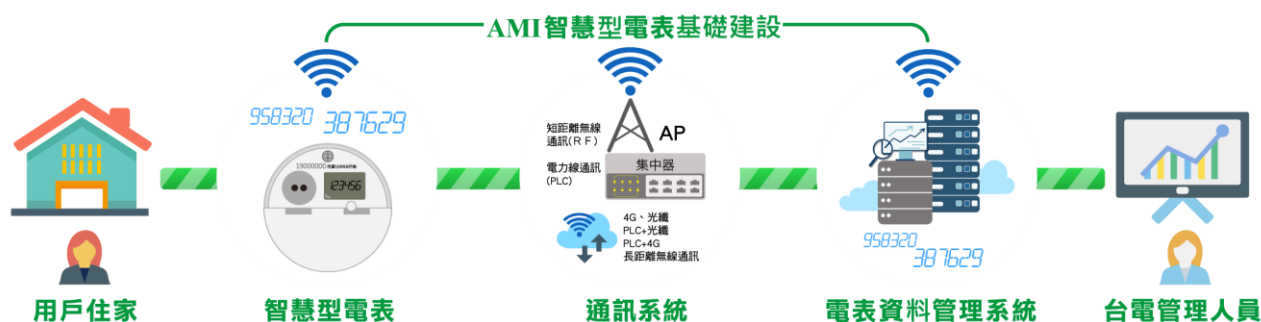 AMI智慧型電表基礎建設
958320
387629
19000000
123456
短距離無線
通訊(RF)
AP
電力線通訊
(PLC)
集中器
4G、光纖
PLC+光纖
PLC+4G
長距離無線通訊
958320
387629
用戶住家
智慧型電表
通訊系統
電表資料管理系統
台電管理人員